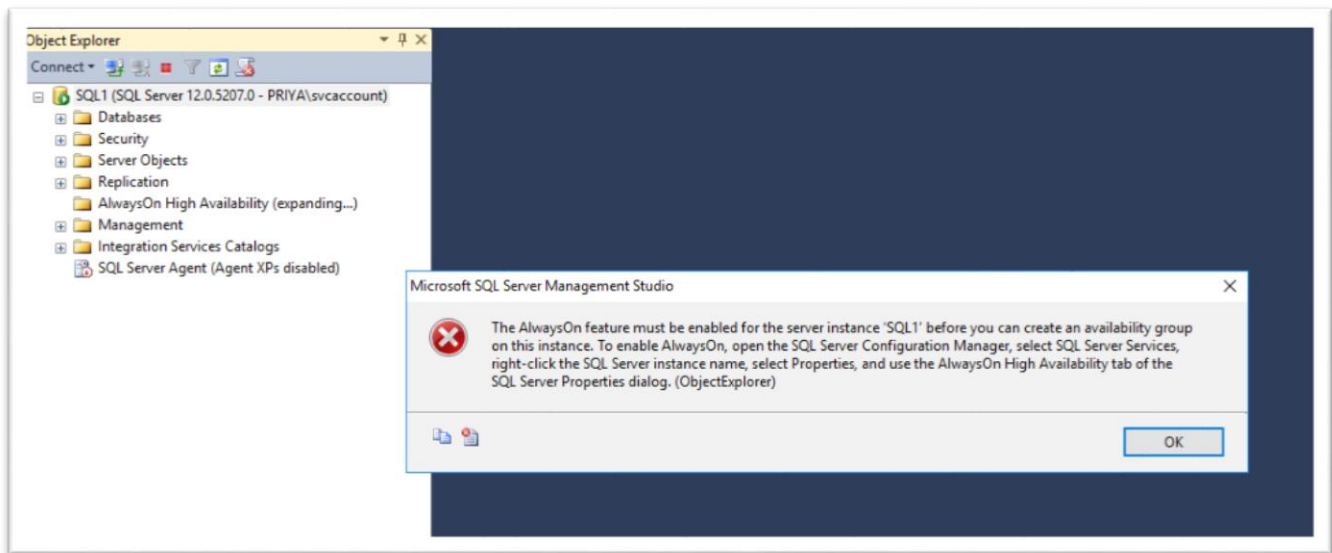 Object Explorer
Connect
SQL1 (SQL Server 12.0.5207.0 - PRIYA\svcaccount)
Databases
Security
Server Objects
Replication
AlwaysOn High Availability (expanding...)
Management
Integration Services Catalogs
SQL Server Agent (Agent XPs disabled)
Microsoft SQL Server Management Studio
The AlwaysOn feature must be enabled for the server instance 'SQL1' before you can create an availability group
on this instance. To enable AlwaysOn, open the SQL Server Configuration Manager, select SQL Server Services,
right-click the SQL Server instance name, select Properties, and use the AlwaysOn High Availability tab of the
SQL Server Properties dialog. (ObjectExplorer)
OK